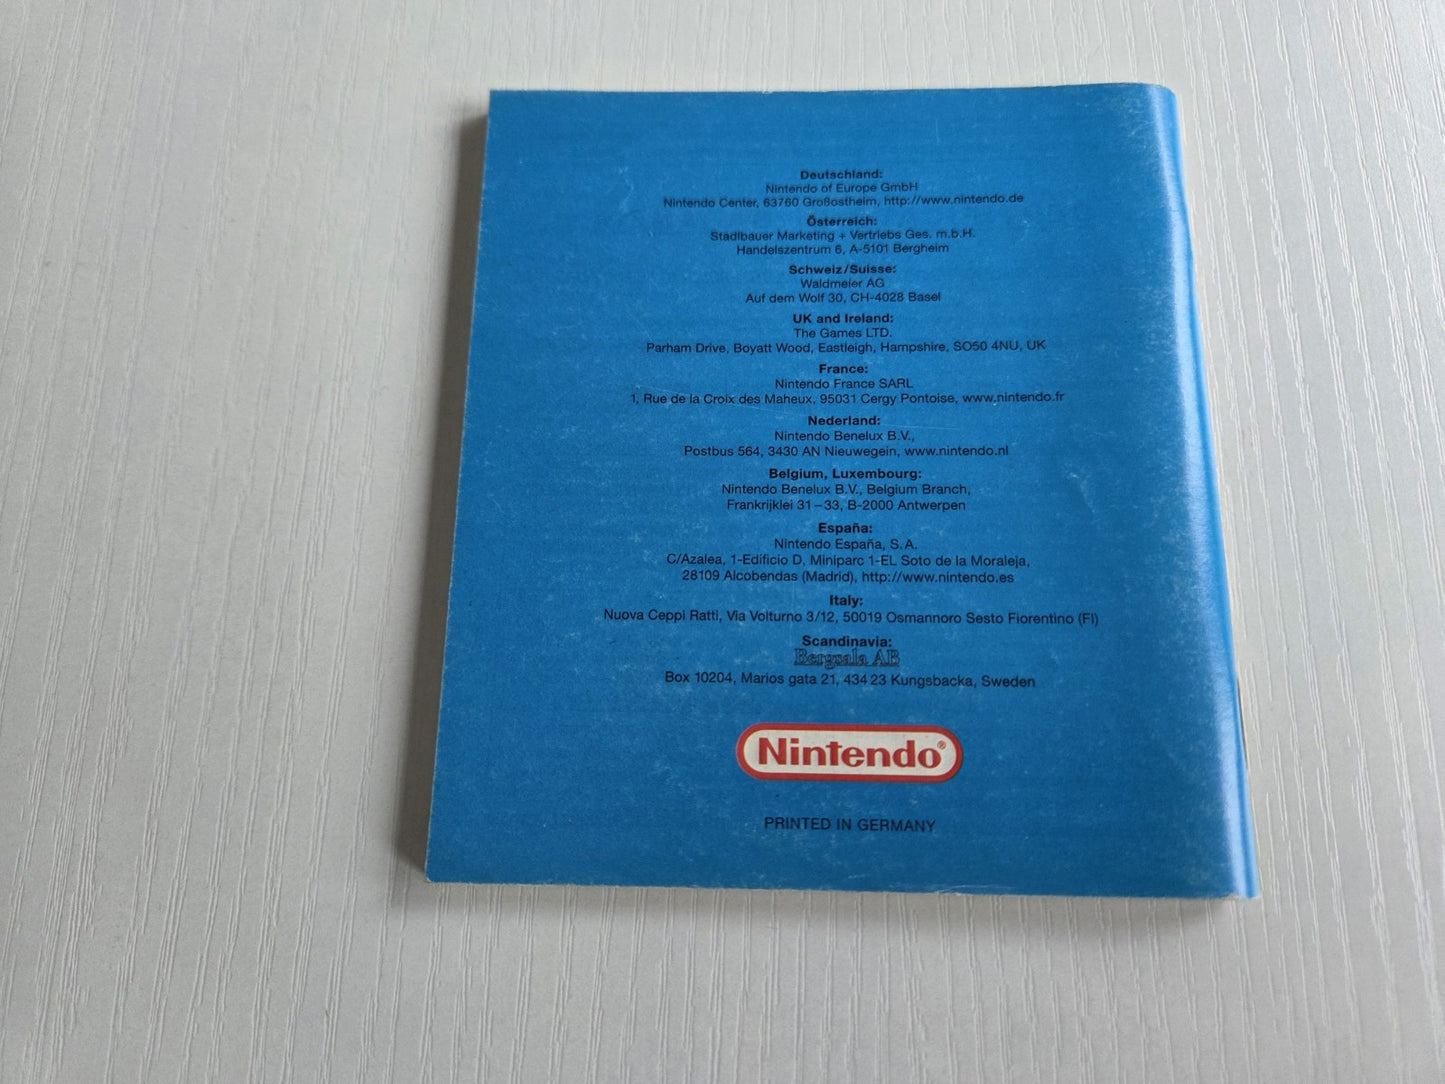 Deutschland:
Nintendo of Europe GmbH
Nintendo Center, 63760 Großostheim, http://www.nintendo.de
Österreich:
Stadlbauer Marketing + Vertriebs Ges. m.b.H.
Handelszentrum 6, A-5101 Bergheim
Schweiz/Suisse:
Waldmeier AG
Auf dem Wolf 30, CH-4028 Basel
UK and Ireland:
The Games LTD.
Parham Drive, Boyatt Wood, Eastleigh, Hampshire, SO50 4NU, UK
France:
Nintendo France SARL
1, Rue de la Croix des Maheux, 95031 Cergy Pontoise, www.nintendo.fr
Nederland:
Nintendo Benelux B.V.,
Postbus 564, 3430 AN Nieuwegein, www.nintendo.nl
Belgium, Luxembourg:
Nintendo Benelux B.V., Belgium Branch,
Frankrijklei 31–33, B-2000 Antwerpen
España:
Nintendo España, S.A.
C/Azalea, 1-Edificio D, Miniparc 1-EL Soto de la Moraleja,
28109 Alcobendas (Madrid), http://www.nintendo.es
Italy:
Nuova Ceppi Ratti, Via Volturno 3/12, 50019 Osmannoro Sesto Fiorentino (FI)
Scandinavia:
Bergsala AB
Box 10204, Marios gata 21, 434 23 Kungsbacka, Sweden
Nintendo®
PRINTED IN GERMANY